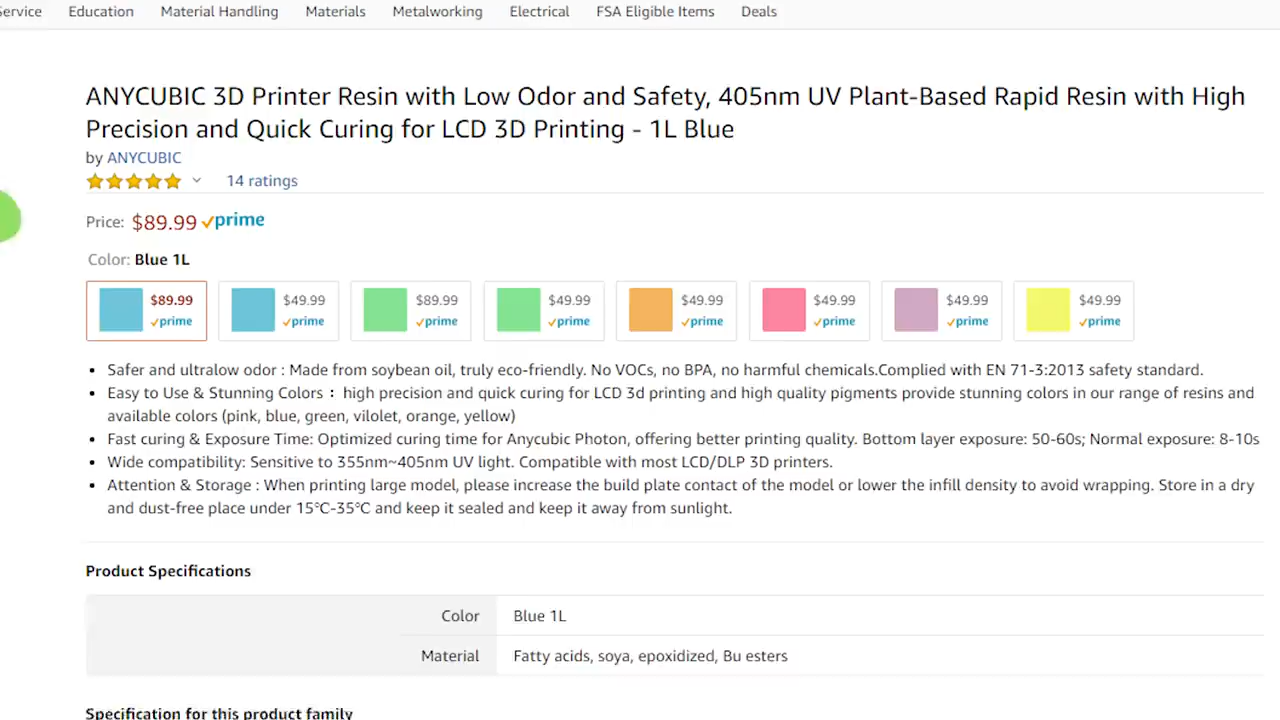 ervice Education Material Handling Materials Metalworking Electrical FSA Eligible Items Deals
ANYCUBIC 3D Printer Resin with Low Odor and Safety, 405nm UV Plant-Based Rapid Resin with High
Precision and Quick Curing for LCD 3D Printing - 1L Blue
by ANYCUBIC
14 ratings
Price: $89.99 prime
Color: Blue 1L
$89.99 $49.99 $89.99 $49.99 $49.99 $49.99 $49.99 $49.99
prime prime prime prime prime prime prime prime
• Safer and ultralow odor : Made from soybean oil, truly eco-friendly. No VOCs, no BPA, no harmful chemicals.Complied with EN 71-3:2013 safety standard.
• Easy to Use & Stunning Colors： high precision and quick curing for LCD 3d printing and high quality pigments provide stunning colors in our range of resins and
available colors (pink, blue, green, vilolet, orange, yellow)
• Fast curing & Exposure Time: Optimized curing time for Anycubic Photon, offering better printing quality. Bottom layer exposure: 50-60s; Normal exposure: 8-10s
• Wide compatibility: Sensitive to 355nm~405nm UV light. Compatible with most LCD/DLP 3D printers.
• Attention & Storage : When printing large model, please increase the build plate contact of the model or lower the infill density to avoid wrapping. Store in a dry
and dust-free place under 15℃-35℃ and keep it sealed and keep it away from sunlight.
Product Specifications
Color Blue 1L
Material Fatty acids, soya, epoxidized, Bu esters
Specification for this product family